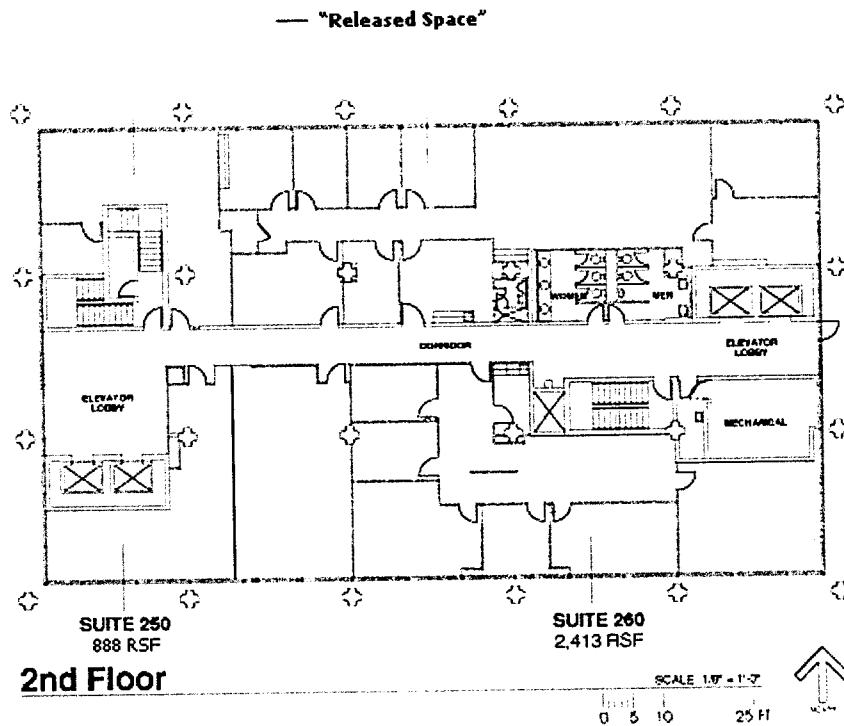 — "Released Space"
WOMEN
MEN
CORRIDOR
ELEVATOR
LOBBY
ELEVATOR
LOBBY
MECHANICAL
SUITE 250
888 RSF
SUITE 260
2,413 RSF
2nd Floor
SCALE
0 5 10 25 FT